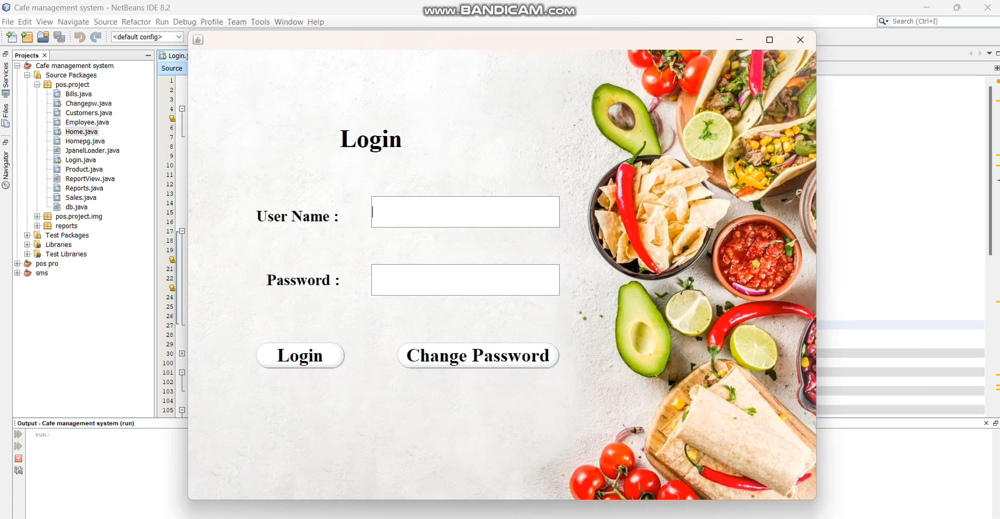 Cafe management system - NetBeans IDE 8.2
www.BANDICAM.com
File Edit View Navigate Source Refactor Run Debug Profile Team Tools Window Help
Search (Ctrl+I)
<default config>
Projects
Login.j
Source
Services
Files
Navigator
Cafe management system
Source Packages
pos.project
Bills.java
Changepw.java
Customers.java
Employee.java
Home.java
Homepg.java
JpanelLoader.java
Login.java
Product.java
ReportView.java
Reports.java
Sales.java
db.java
pos.project.img
reports
Test Packages
Libraries
Test Libraries
pos pro
sms
1
2
3
4
6
7
8
9
10
11
12
13
14
15
16
17
18
19
21
22
24
25
26
27
28
29
30
100
101
102
103
104
105
Login
User Name :
Password :
Login
Change Password
Output - Cafe management system (run)
run: